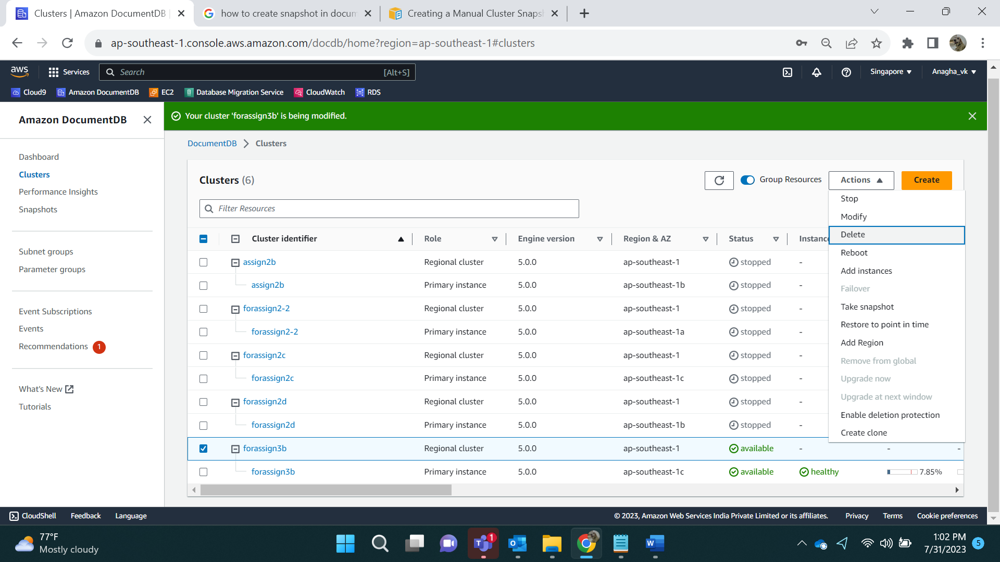 Clusters | Amazon DocumentDB |
how to create snapshot in docum
Creating a Manual Cluster Snaps
ap-southeast-1.console.aws.amazon.com/docdb/home?region=ap-southeast-1#clusters
aws
Services
Search
[Alt+S]
Singapore
Anagha_vk
Cloud9
Amazon DocumentDB
EC2
Database Migration Service
CloudWatch
RDS
Amazon DocumentDB
Your cluster 'forassign3b' is being modified.
Dashboard
Clusters
Performance Insights
Snapshots
Subnet groups
Parameter groups
Event Subscriptions
Events
Recommendations 1
What's New
Tutorials
DocumentDB > Clusters
Clusters (6)
Group Resources
Actions
Create
Filter Resources
Stop
Modify
Delete
Reboot
Add instances
Failover
Take snapshot
Restore to point in time
Add Region
Remove from global
Upgrade now
Upgrade at next window
Enable deletion protection
Create clone
Cluster identifier Role Engine version Region & AZ Status Instanc
assign2b Regional cluster 5.0.0 ap-southeast-1 stopped -
assign2b Primary instance 5.0.0 ap-southeast-1b stopped -
forassign2-2 Regional cluster 5.0.0 ap-southeast-1 stopped -
forassign2-2 Primary instance 5.0.0 ap-southeast-1a stopped -
forassign2c Regional cluster 5.0.0 ap-southeast-1 stopped -
forassign2c Primary instance 5.0.0 ap-southeast-1c stopped -
forassign2d Regional cluster 5.0.0 ap-southeast-1 stopped -
forassign2d Primary instance 5.0.0 ap-southeast-1b stopped -
forassign3b Regional cluster 5.0.0 ap-southeast-1 available - - -
forassign3b Primary instance 5.0.0 ap-southeast-1c available healthy 7.85%
CloudShell
Feedback
Language
© 2023, Amazon Web Services India Private Limited or its affiliates.
Privacy
Terms
Cookie preferences
77°F
Mostly cloudy
1
1:02 PM
7/31/2023
5